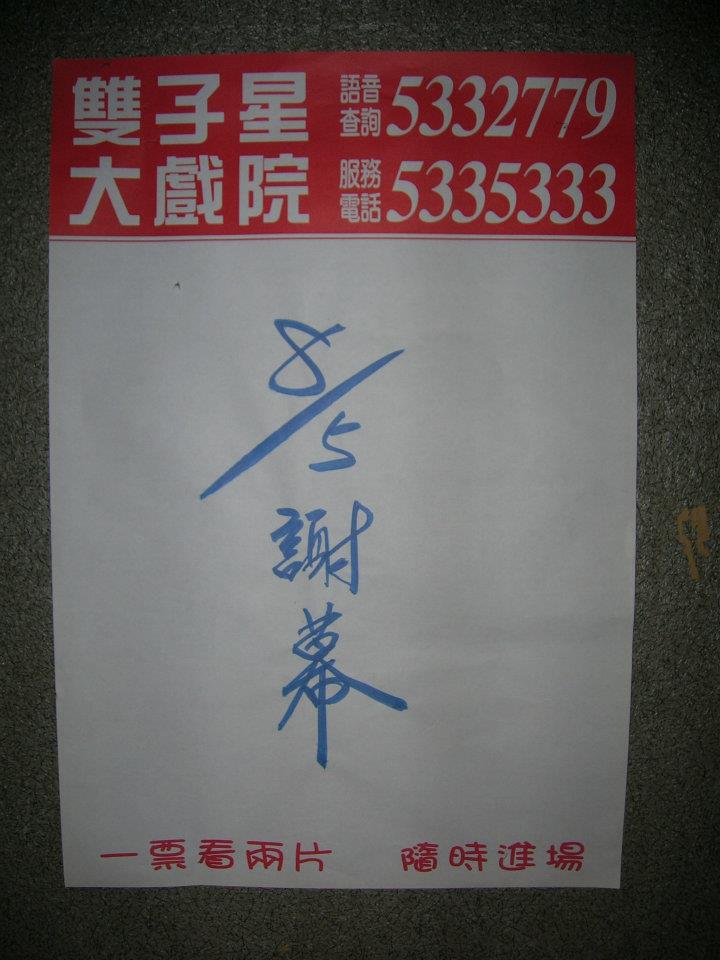 雙子星
大戲院
語音
查詢 5332779
服務
電話 5335333
8/5
謝幕
一票看兩片 隨時進場